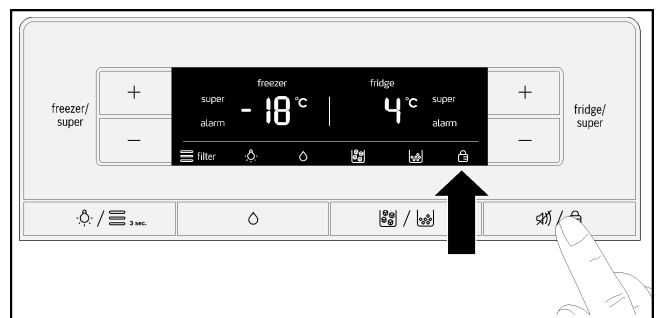 freezer fridge
super -18 °C 4 °C super
alarm alarm
filter
freezer/
super
+
−
+
−
fridge/
super
/ 3 sec.
/
/